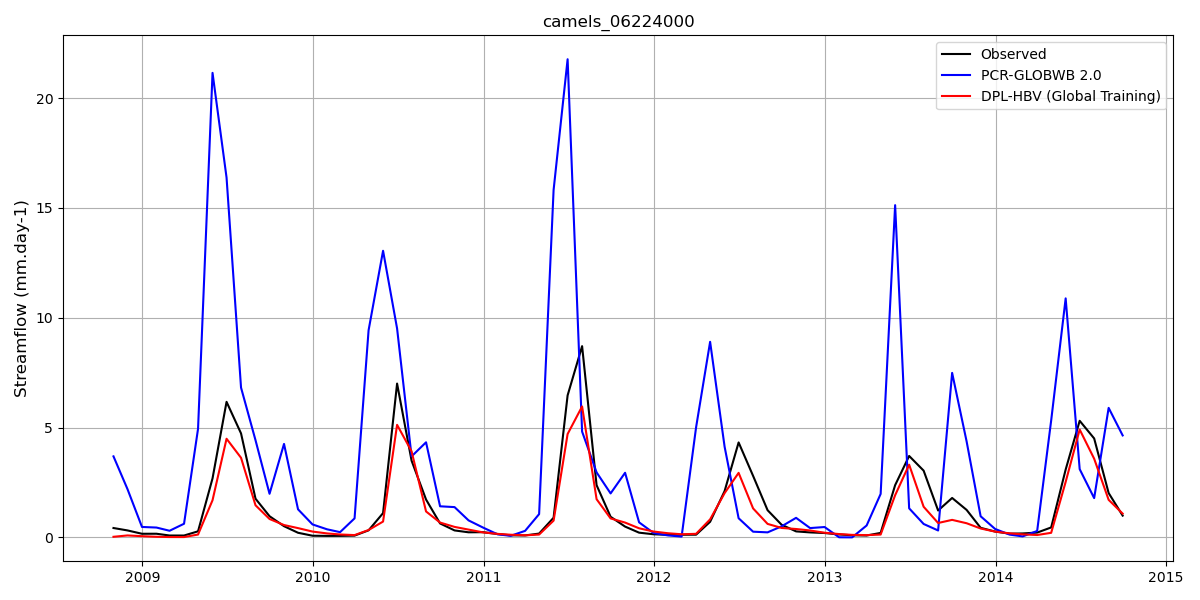 camels_06224000
Observed
PCR-GLOBWB 2.0
DPL-HBV (Global Training)
Streamflow (mm.day-1)
20
15
10
5
0
2009
2010
2011
2012
2013
2014
2015